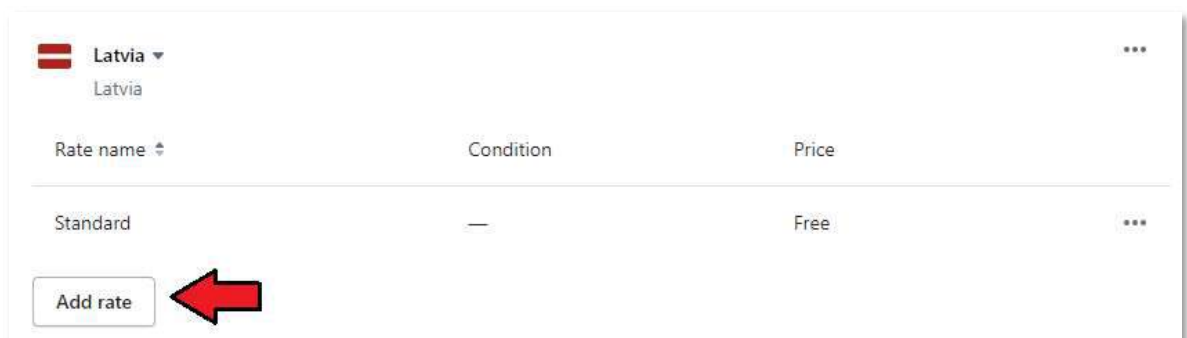 Latvia
Latvia
Rate name Condition Price
Standard — Free
Add rate